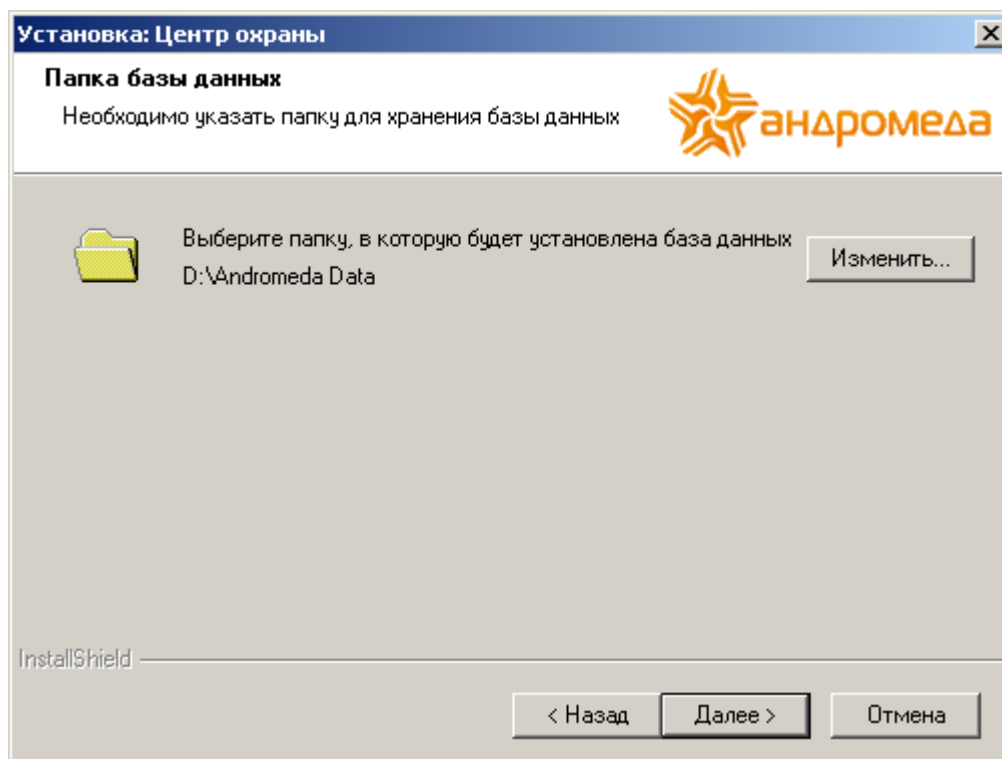 Установка: Центр охраны
Папка базы данных
Необходимо указать папку для хранения базы данных
андромеда
Выберите папку, в которую будет установлена база данных
D:\Andromeda Data
Изменить...
InstallShield
< Назад
Далее >
Отмена